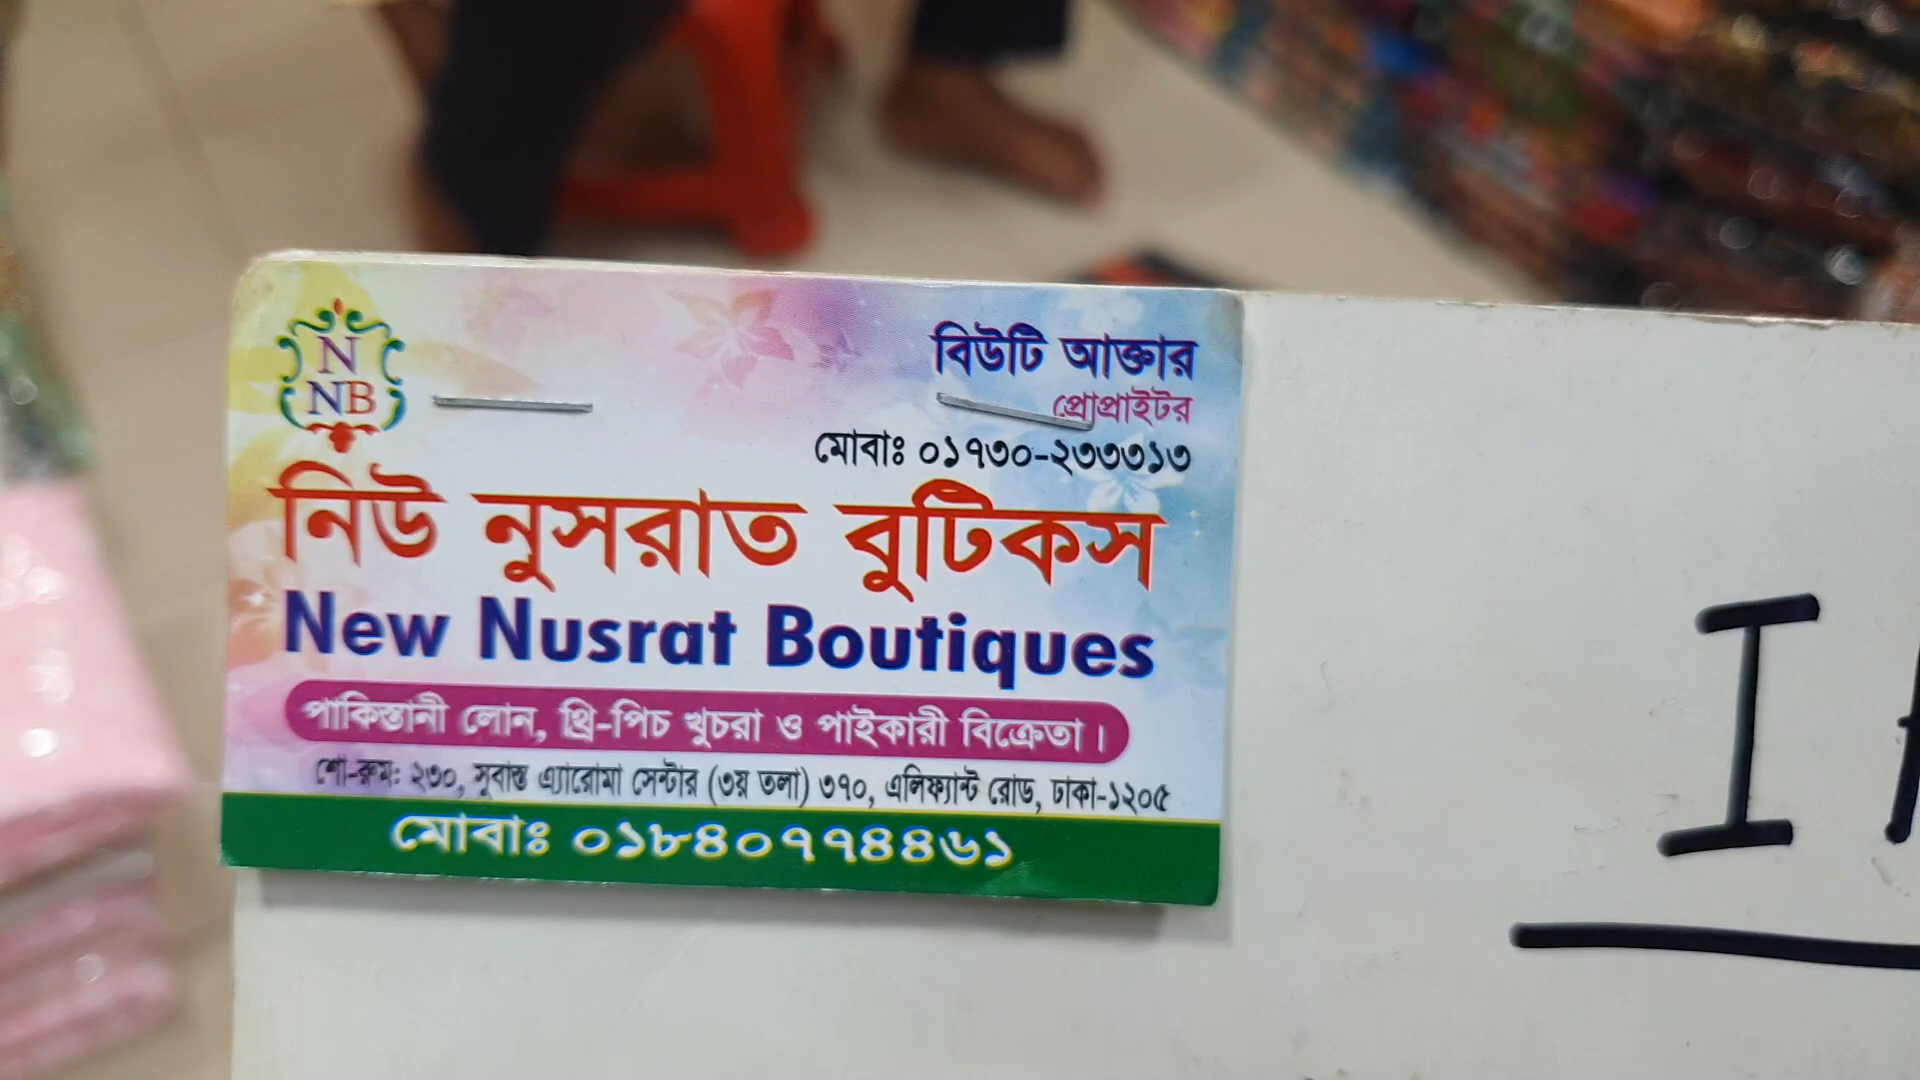 N
NB
বিউটি আক্তার
প্রোপ্রাইটর
মোবাঃ ০১৭৩০-২৩৩৩১৩
নিউ নুসরাত বুটিকস
New Nusrat Boutiques
পাকিস্তানী লোন, থ্রি-পিচ খুচরা ও পাইকারী বিক্রেতা।
শো-রুম: ২৩০, সুবাস্তু এ্যারোমা সেন্টার (৩য় তলা) ৩৭০, এলিফ্যান্ট রোড, ঢাকা-১২০৫
মোবাঃ ০১৮৪০৭৭৪৪৬১
I